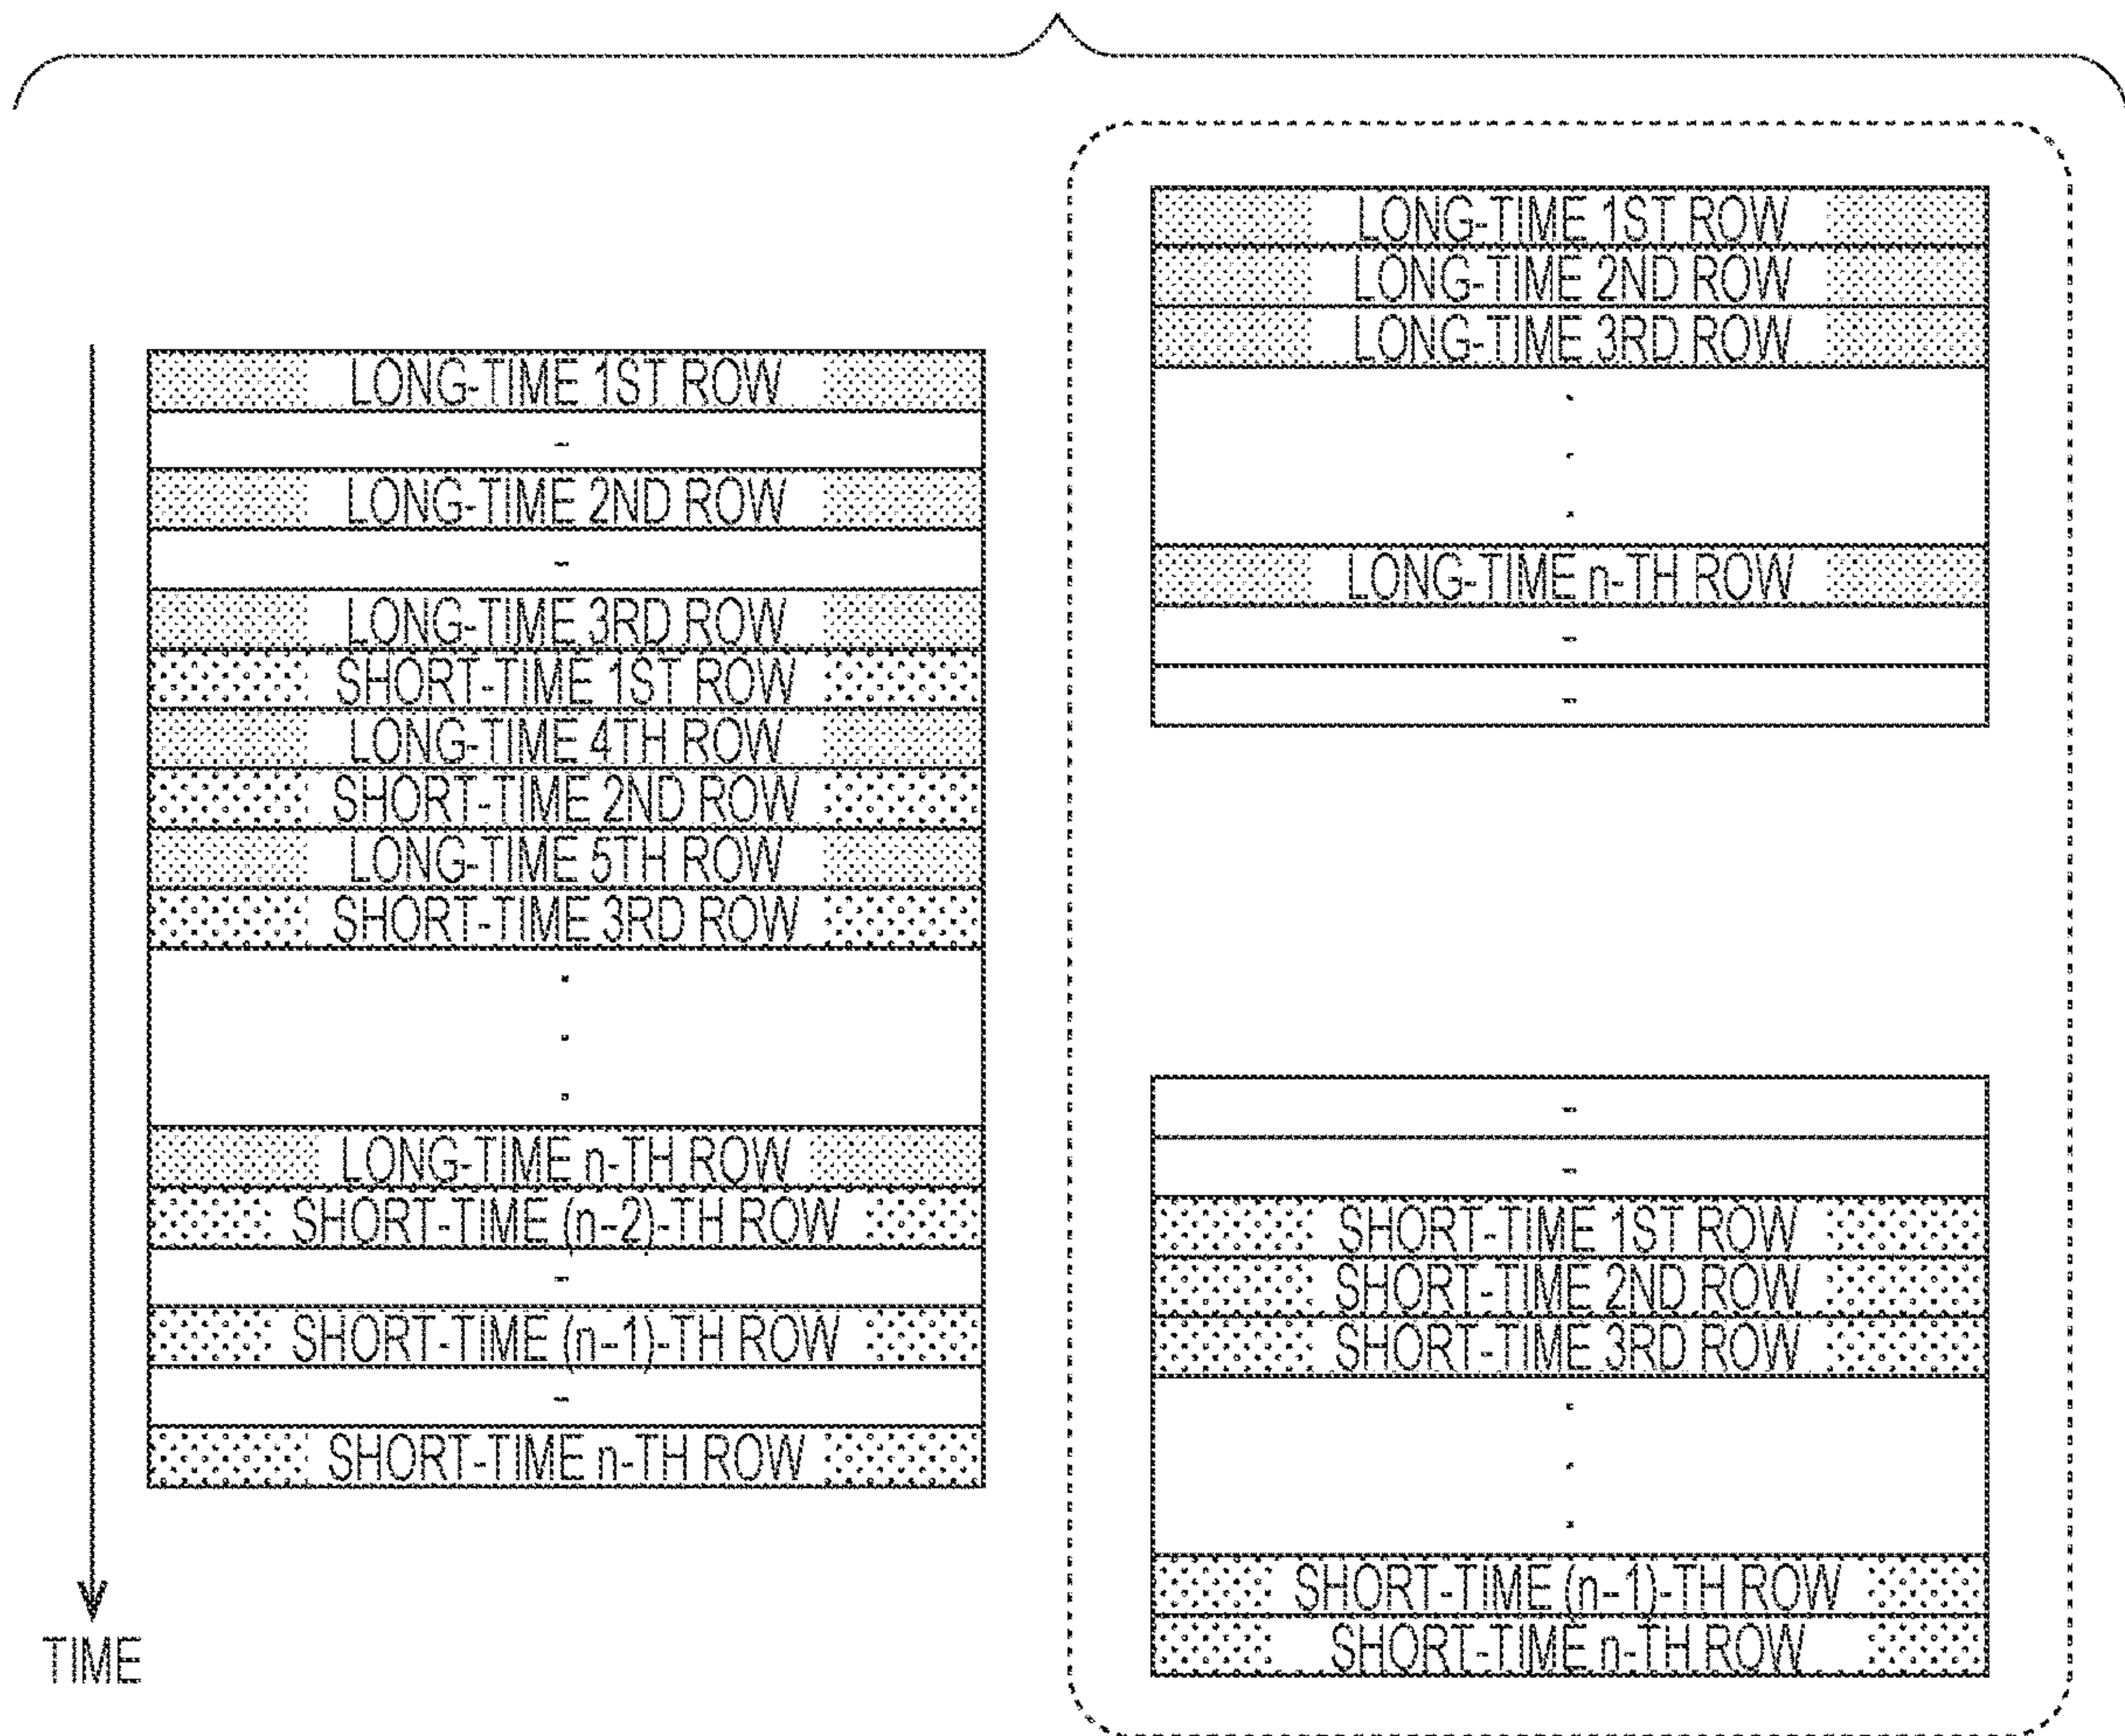 LONG-TIME 1ST ROW
-
LONG-TIME 2ND ROW
-
LONG-TIME 3RD ROW
SHORT-TIME 1ST ROW
LONG-TIME 4TH ROW
SHORT-TIME 2ND ROW
LONG-TIME 5TH ROW
SHORT-TIME 3RD ROW
.
.
.
LONG-TIME n-TH ROW
SHORT-TIME (n-2)-TH ROW
-
SHORT-TIME (n-1)-TH ROW
-
SHORT-TIME n-TH ROW
TIME
LONG-TIME 1ST ROW
LONG-TIME 2ND ROW
LONG-TIME 3RD ROW
.
.
.
LONG-TIME n-TH ROW
-
-
-
-
SHORT-TIME 1ST ROW
SHORT-TIME 2ND ROW
SHORT-TIME 3RD ROW
.
.
.
SHORT-TIME (n-1)-TH ROW
SHORT-TIME n-TH ROW